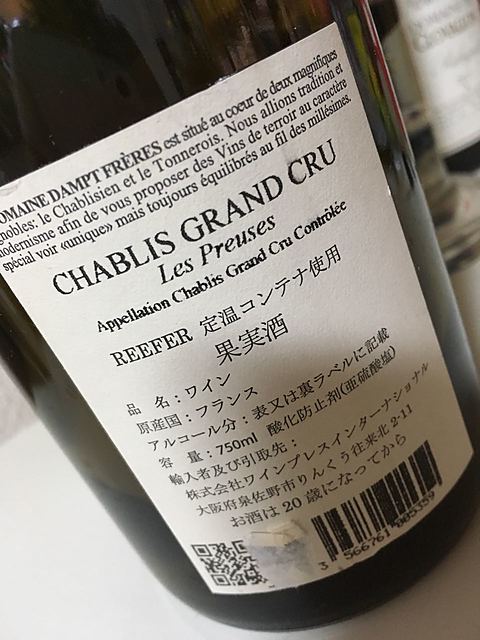 DOMAINE DAMPT FRÈRES est situé au coeur de deux magnifiques
vignobles: le Chablisien et le Tonnerois. Nous allions tradition et
modernisme afin de vous proposer des Vins de terroir au caractère
spécial voir «unique» mais toujours équilibrés au fil des millésimes.
CHABLIS GRAND CRU
Les Preuses
Appellation Chablis Grand Cru Contrôlée
REEFER 定温コンテナ使用
果実酒
品 名：ワイン
原産国：フランス
アルコール分：表又は裏ラベルに記載
容 量：750ml 酸化防止剤(亜硫酸塩)
輸入者及び引取先：
株式会社ワインプレスインターナショナル
大阪府泉佐野市りんくう往来北 2-11
お酒は 20 歳になってから
3 566761 005359